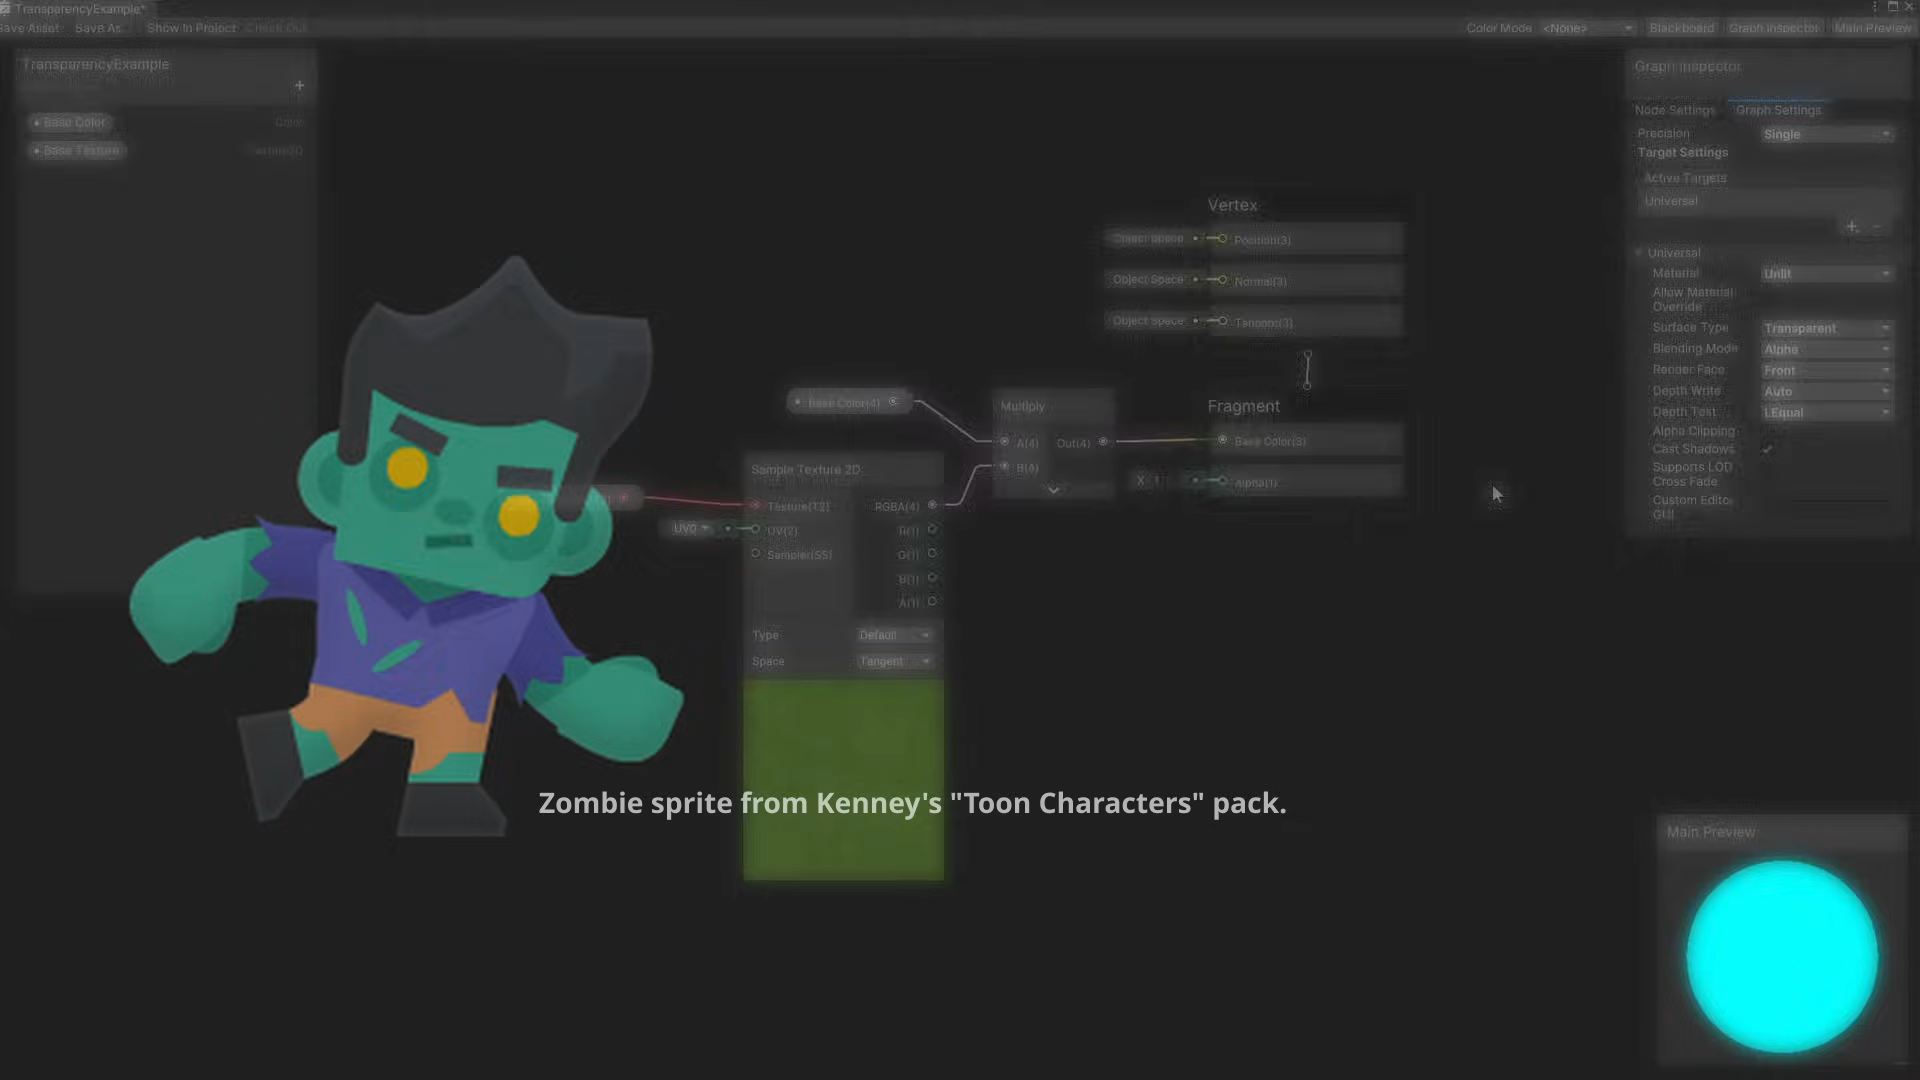 TransparencyExample*
Save Asset Save As... Show In Project Check Out
Color Mode <None> Blackboard Graph Inspector Main Preview
TransparencyExample
+
Base Color Color
Base Texture
Graph Inspector
Node Settings Graph Settings
Precision Single
Target Settings
Active Targets
Universal
+ −
Universal
Material Unlit
Allow Material
Override
Surface Type Transparent
Blending Mode Alpha
Render Face Front
Depth Write Auto
Depth Test LEqual
Alpha Clipping
Cast Shadows
Supports LOD
Cross Fade
Custom Editor
GUI
Vertex
Object Space Position(3)
Object Space Normal(3)
Object Space Tangent(3)
Fragment
Base Color(3)
X 1 Alpha(1)
Base Color(4)
Multiply
A(4) Out(4)
B(4)
Sample Texture 2D
Texture(T2) RGBA(4)
UV0 UV(2) R(1)
Sampler(SS) G(1)
B(1)
A(1)
Type Default
Space Tangent
Zombie sprite from Kenney's "Toon Characters" pack.
Main Preview